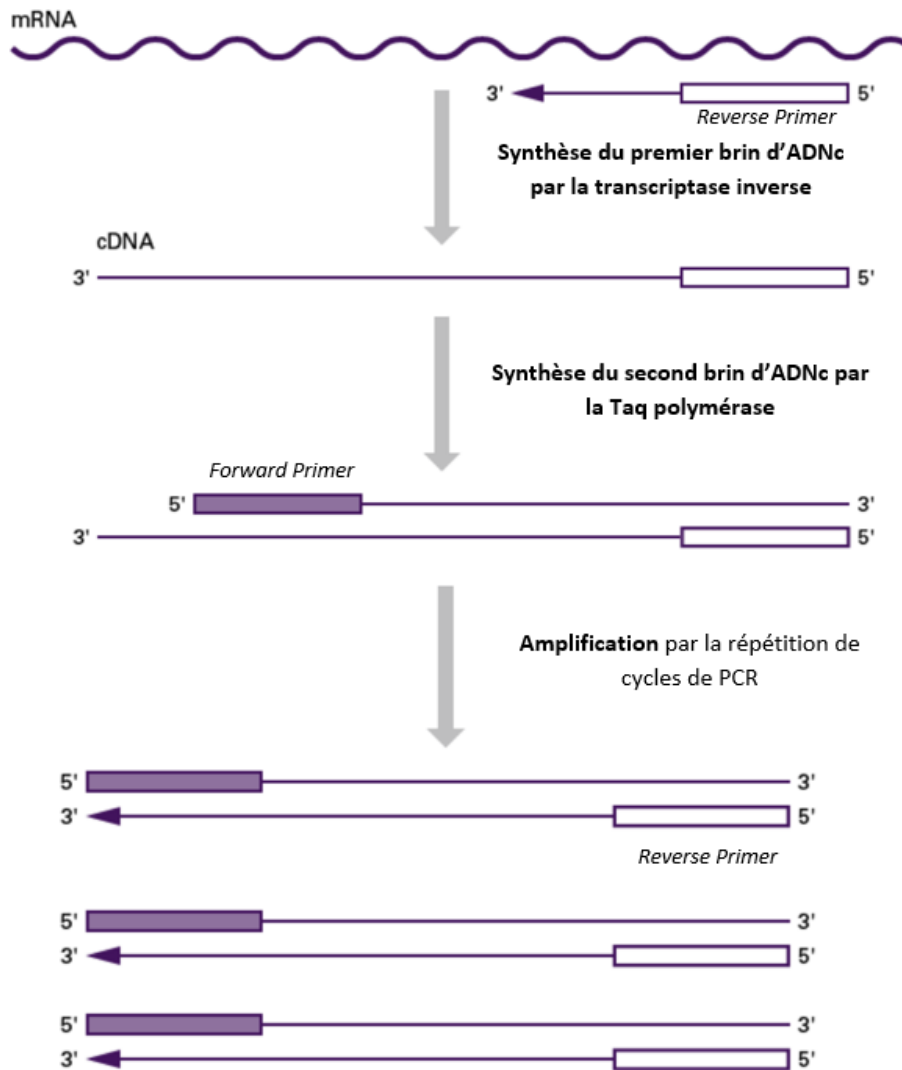 mRNA
3' 5'
Reverse Primer
Synthèse du premier brin d'ADNc
par la transcriptase inverse
cDNA
3' 5'
Synthèse du second brin d'ADNc par
la Taq polymérase
Forward Primer
5' 3'
3' 5'
Amplification par la répétition de
cycles de PCR
5' 3'
3' 5'
Reverse Primer
5' 3'
3' 5'
5' 3'
3' 5'